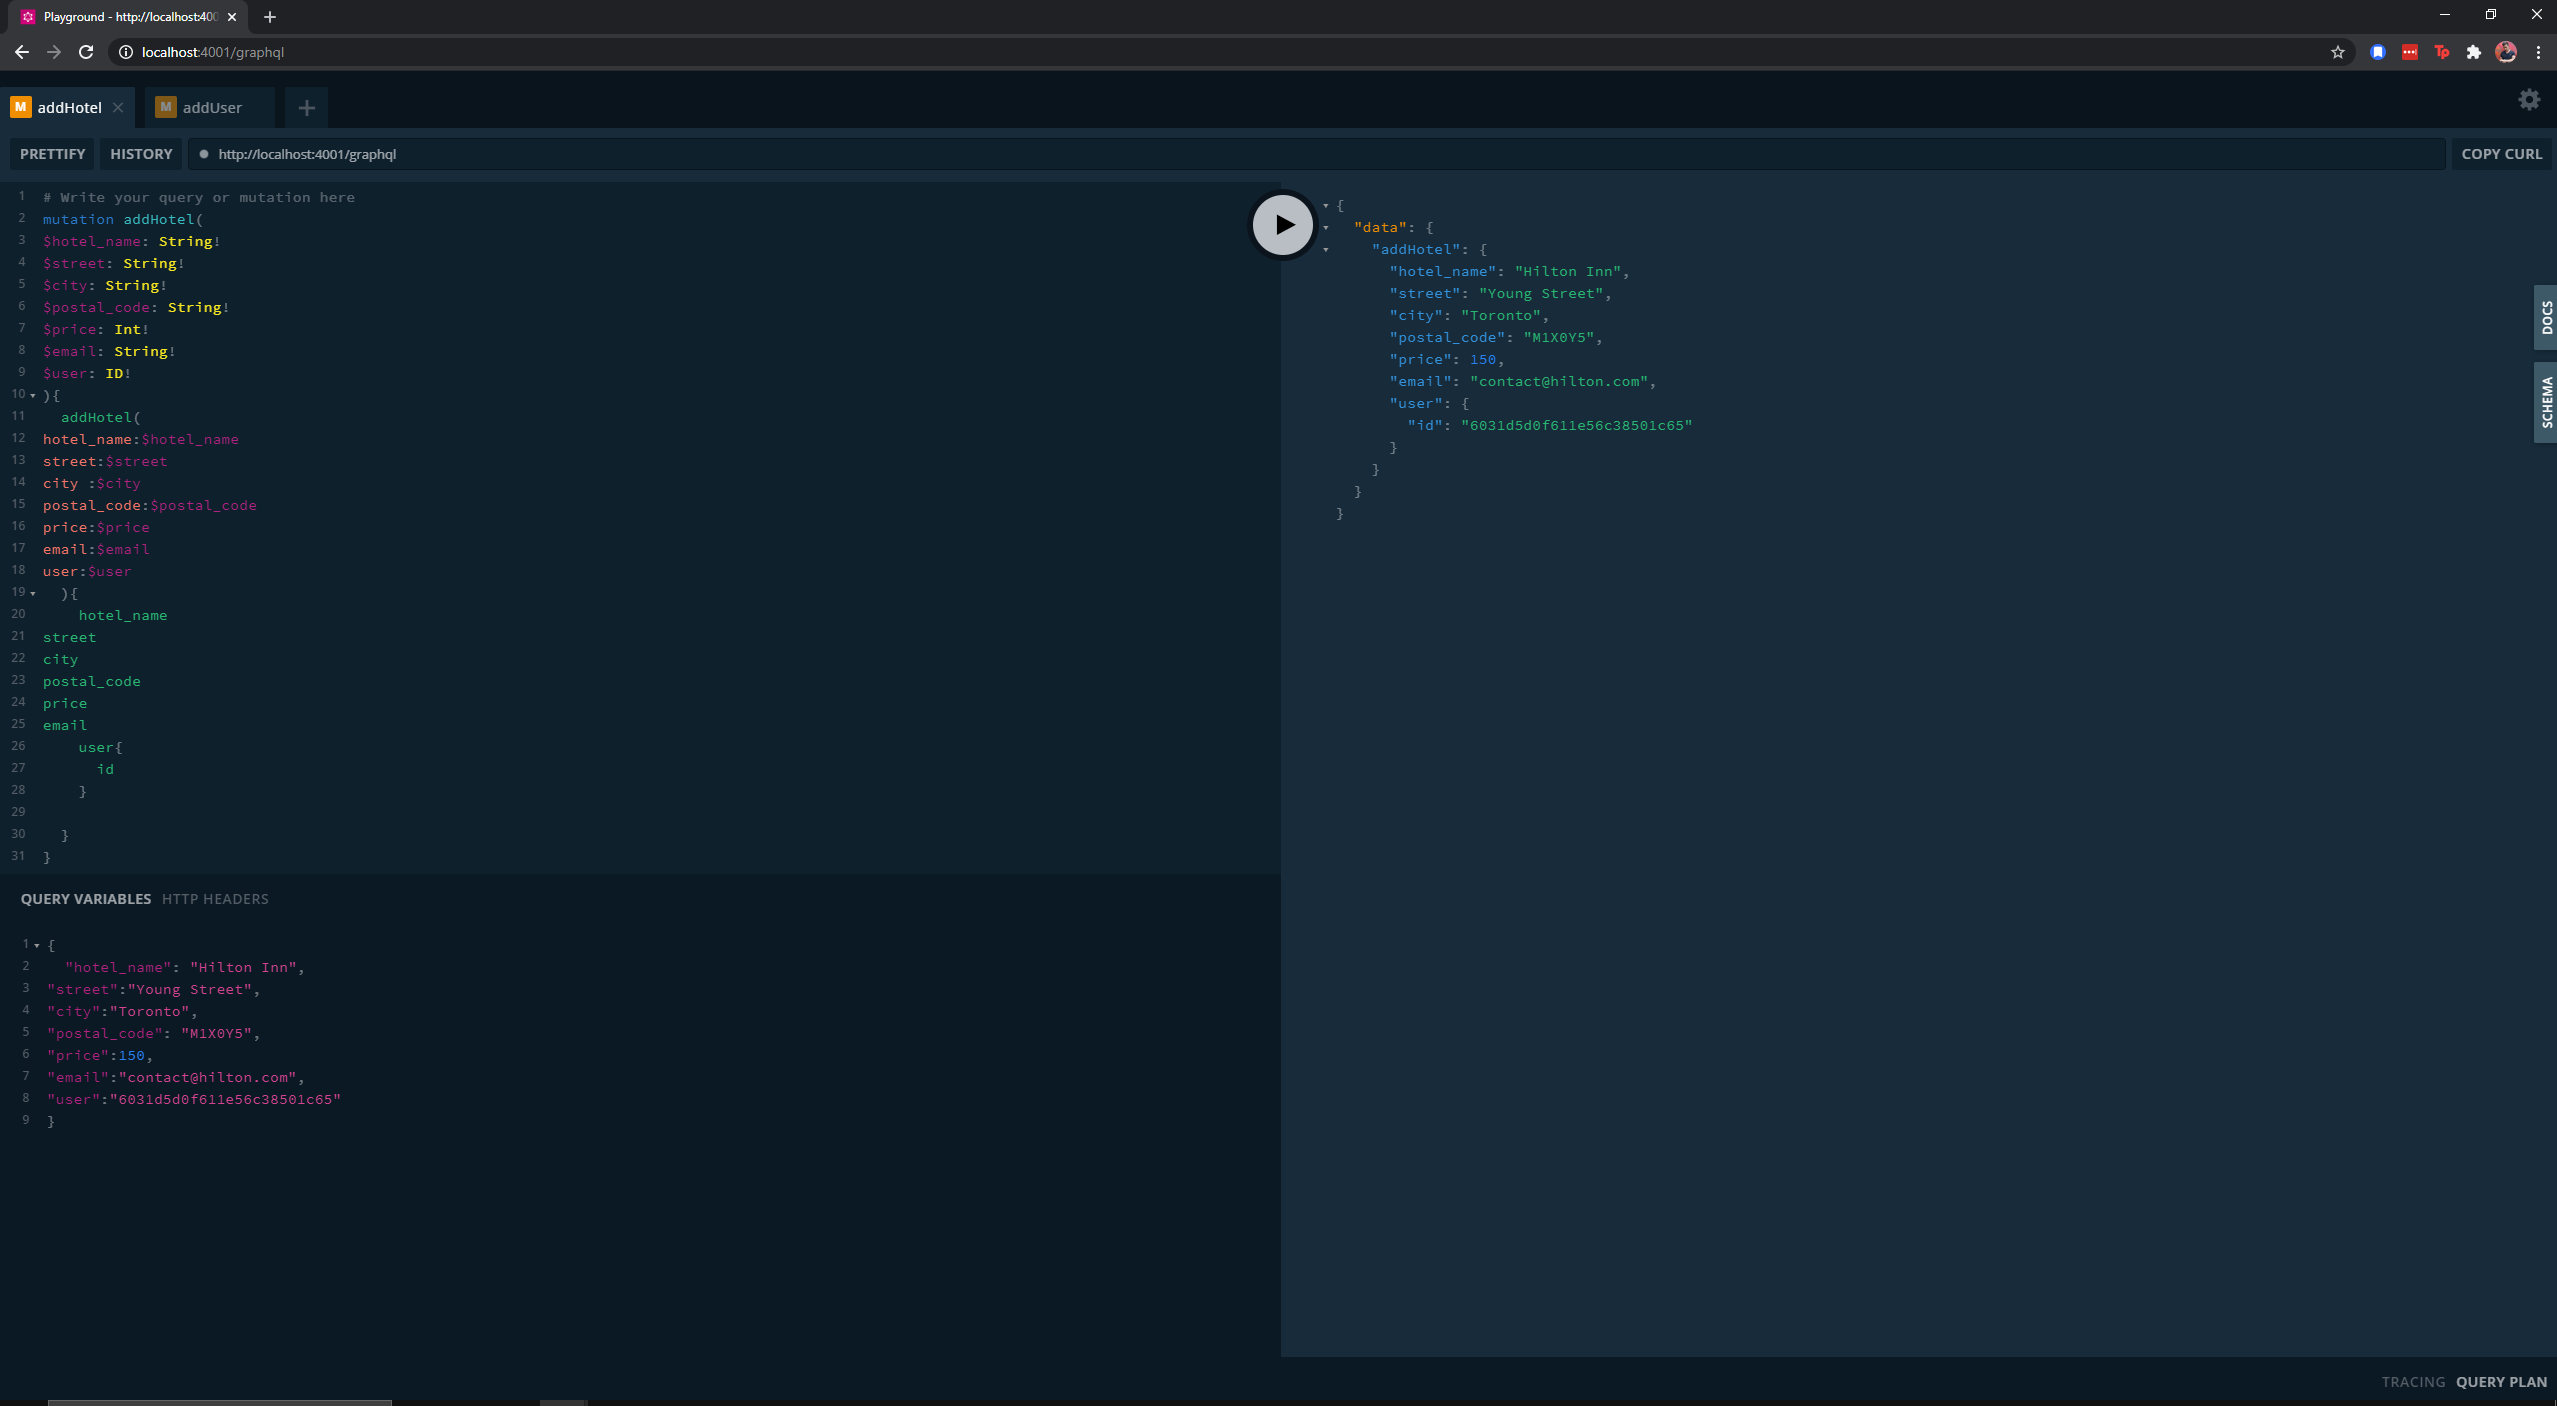 Playground - http://localhost:400
localhost:4001/graphql
M addHotel
M addUser
PRETTIFY
HISTORY
http://localhost:4001/graphql
COPY CURL
1 # Write your query or mutation here
2 mutation addHotel(
3 $hotel_name: String!
4 $street: String!
5 $city: String!
6 $postal_code: String!
7 $price: Int!
8 $email: String!
9 $user: ID!
10 ){
11 addHotel(
12 hotel_name:$hotel_name
13 street:$street
14 city :$city
15 postal_code:$postal_code
16 price:$price
17 email:$email
18 user:$user
19 ){
20 hotel_name
21 street
22 city
23 postal_code
24 price
25 email
26 user{
27 id
28 }
29
30 }
31 }
QUERY VARIABLES HTTP HEADERS
1 {
2 "hotel_name": "Hilton Inn",
3 "street":"Young Street",
4 "city":"Toronto",
5 "postal_code": "M1X0Y5",
6 "price":150,
7 "email":"contact@hilton.com",
8 "user":"6031d5d0f611e56c38501c65"
9 }
{
"data": {
"addHotel": {
"hotel_name": "Hilton Inn",
"street": "Young Street",
"city": "Toronto",
"postal_code": "M1X0Y5",
"price": 150,
"email": "contact@hilton.com",
"user": {
"id": "6031d5d0f611e56c38501c65"
}
}
}
}
DOCS
SCHEMA
TRACING QUERY PLAN
Tp